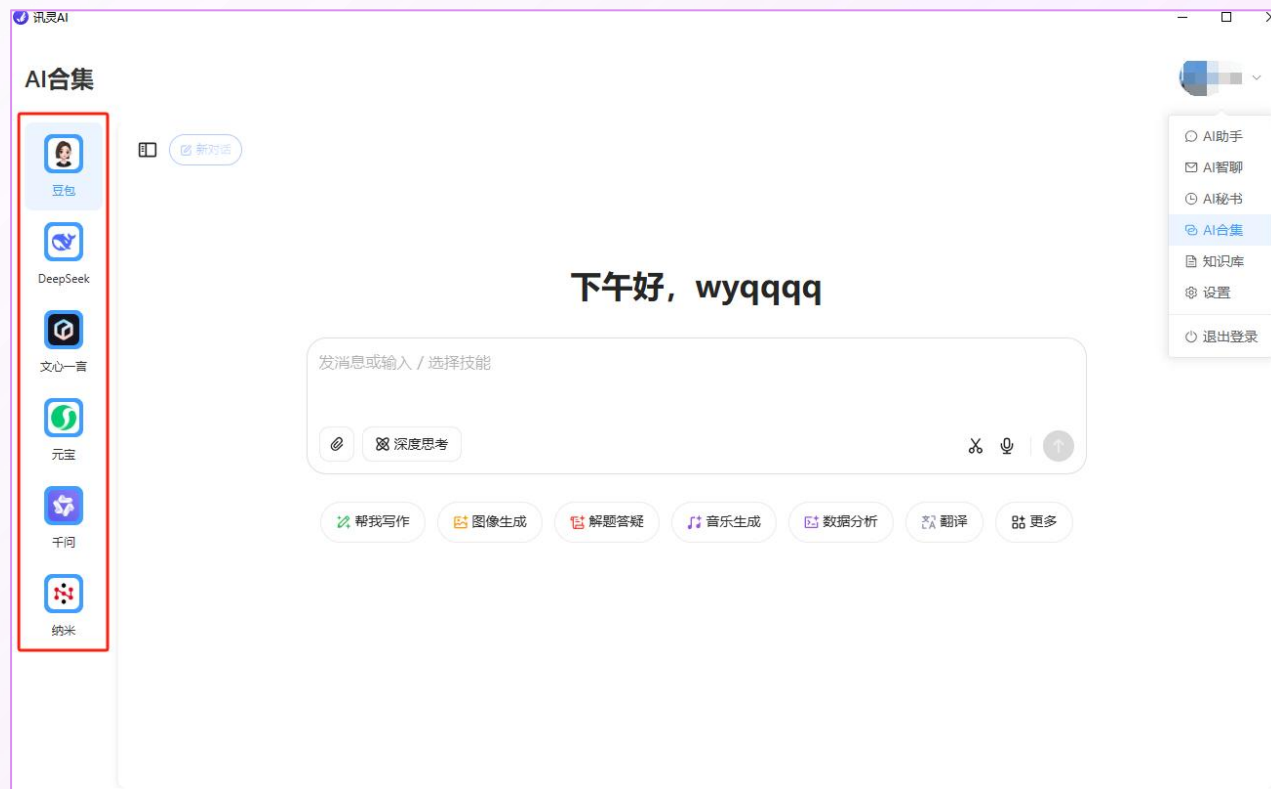 讯灵AI
AI合集
豆包
DeepSeek
文心一言
元宝
千问
纳米
新对话
下午好，wyqqqq
发消息或输入 / 选择技能
深度思考
帮我写作
图像生成
解题答疑
音乐生成
数据分析
翻译
更多
AI助手
AI智聊
AI秘书
AI合集
知识库
设置
退出登录